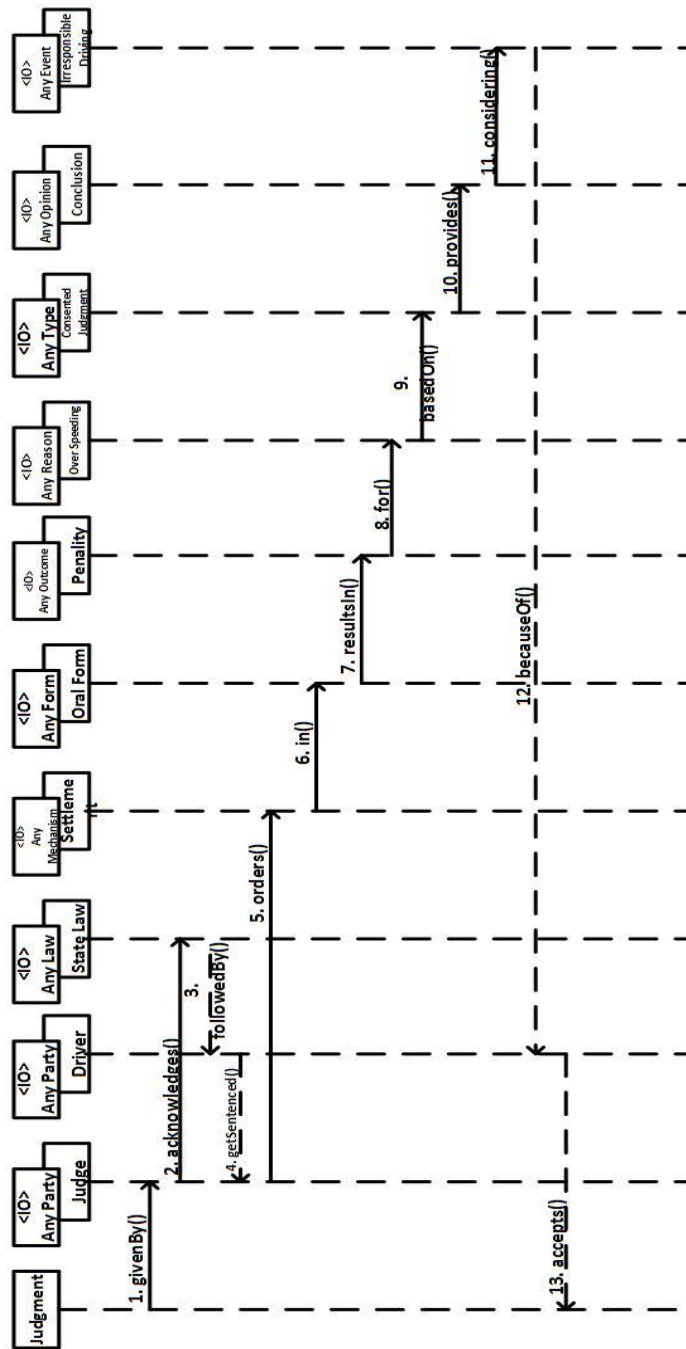 Judgment
<IO>
Any Party
Judge
<IO>
Any Party
Driver
<IO>
Any Law
State Law
<IO>
Any
Mechanism
Settleme
nt
<IO>
Any Form
Oral Form
<IO>
Any Outcome
Penality
<IO>
Any Reason
Over Speeding
<IO>
Any Type
Consented
Judgment
<IO>
Any Opinion
Conclusion
<IO>
Any Event
Irresponsible
Driving
1. givenBy()
2. acknowledges()
3.
followedBy()
4. getSentenced()
5. orders()
6. in()
7. resultsIn()
8. for()
9.
basedOn()
10. provides()
11. considering()
12. becauseOf()
13. accepts()